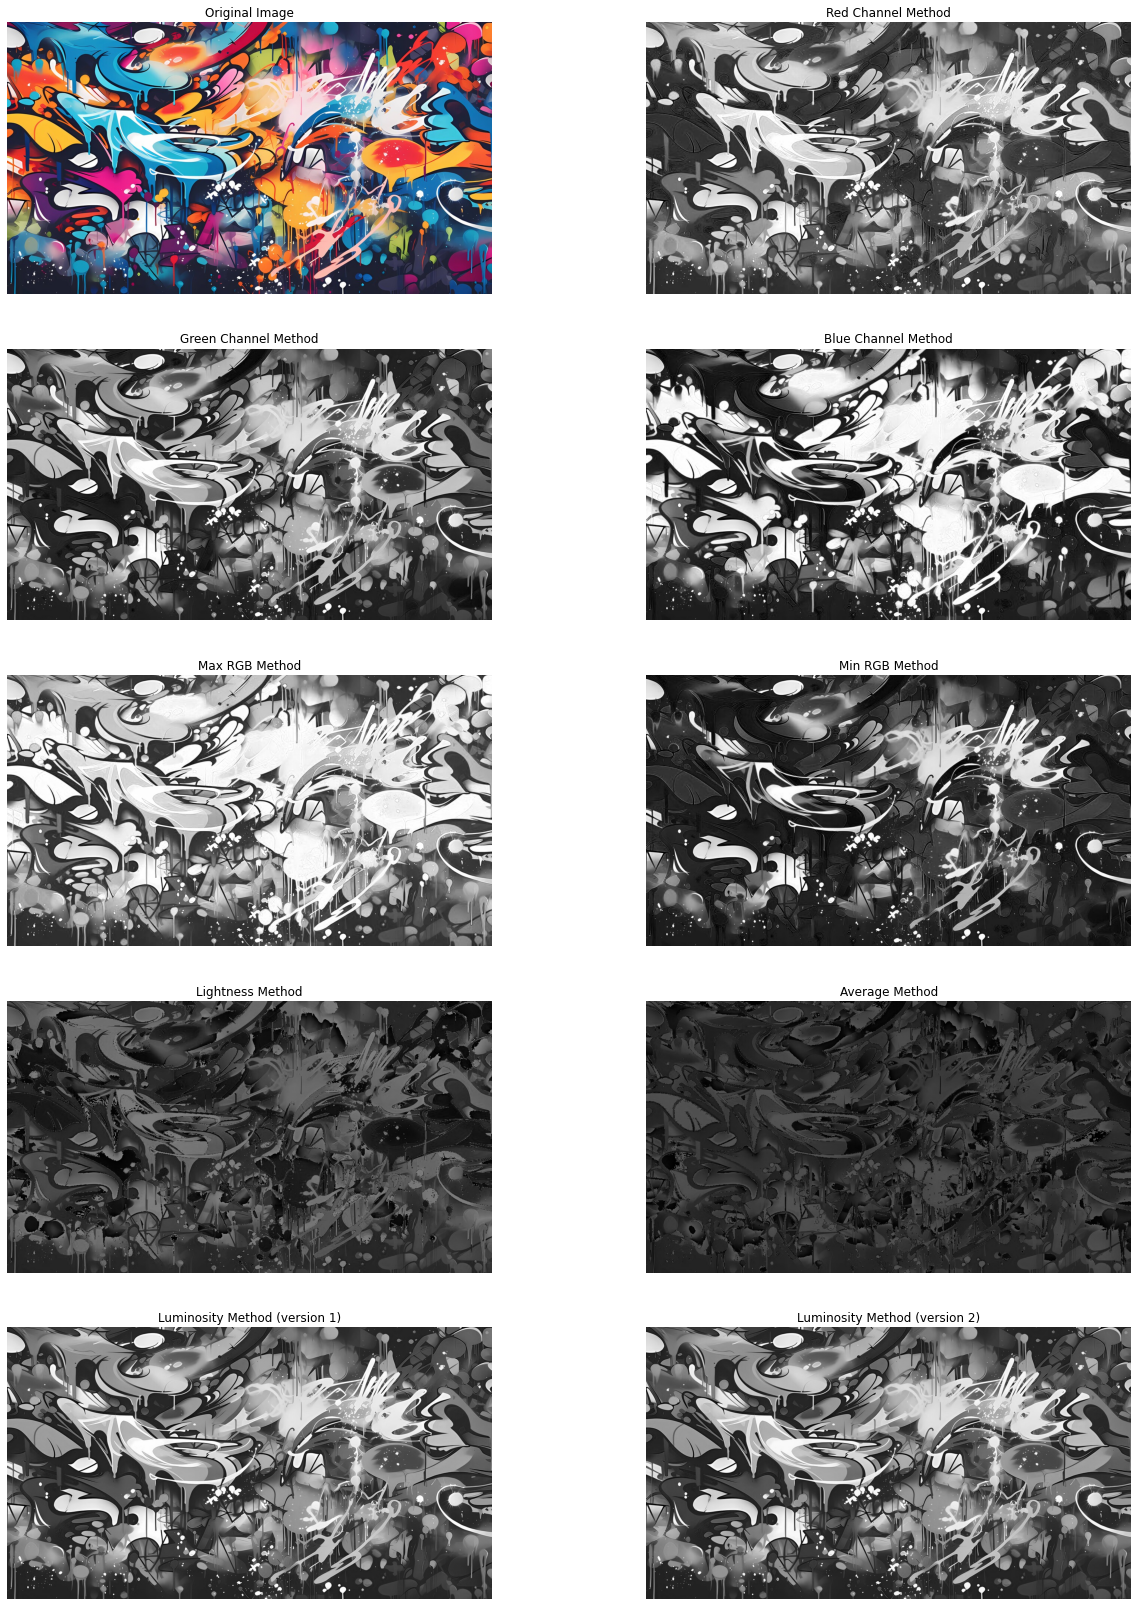 Original Image
Red Channel Method
Green Channel Method
Blue Channel Method
Max RGB Method
Min RGB Method
Lightness Method
Average Method
Luminosity Method (version 1)
Luminosity Method (version 2)